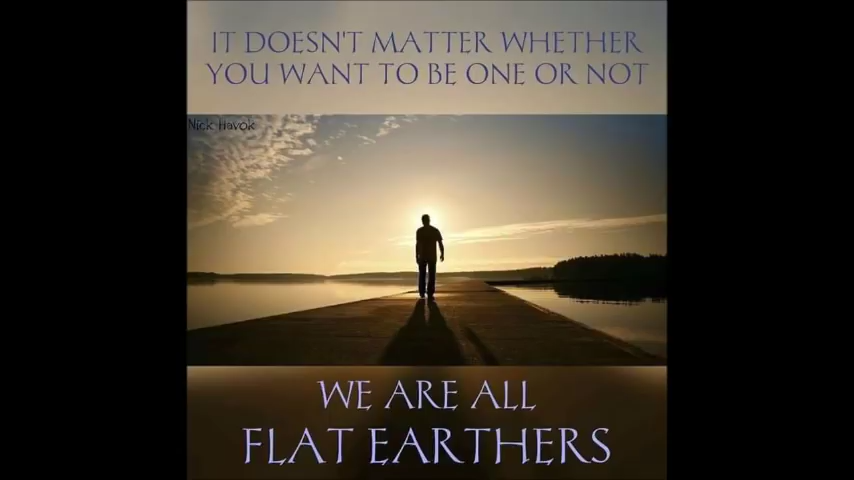 IT DOESN'T MATTER WHETHER
YOU WANT TO BE ONE OR NOT
Nick Havok
WE ARE ALL
FLAT EARTHERS